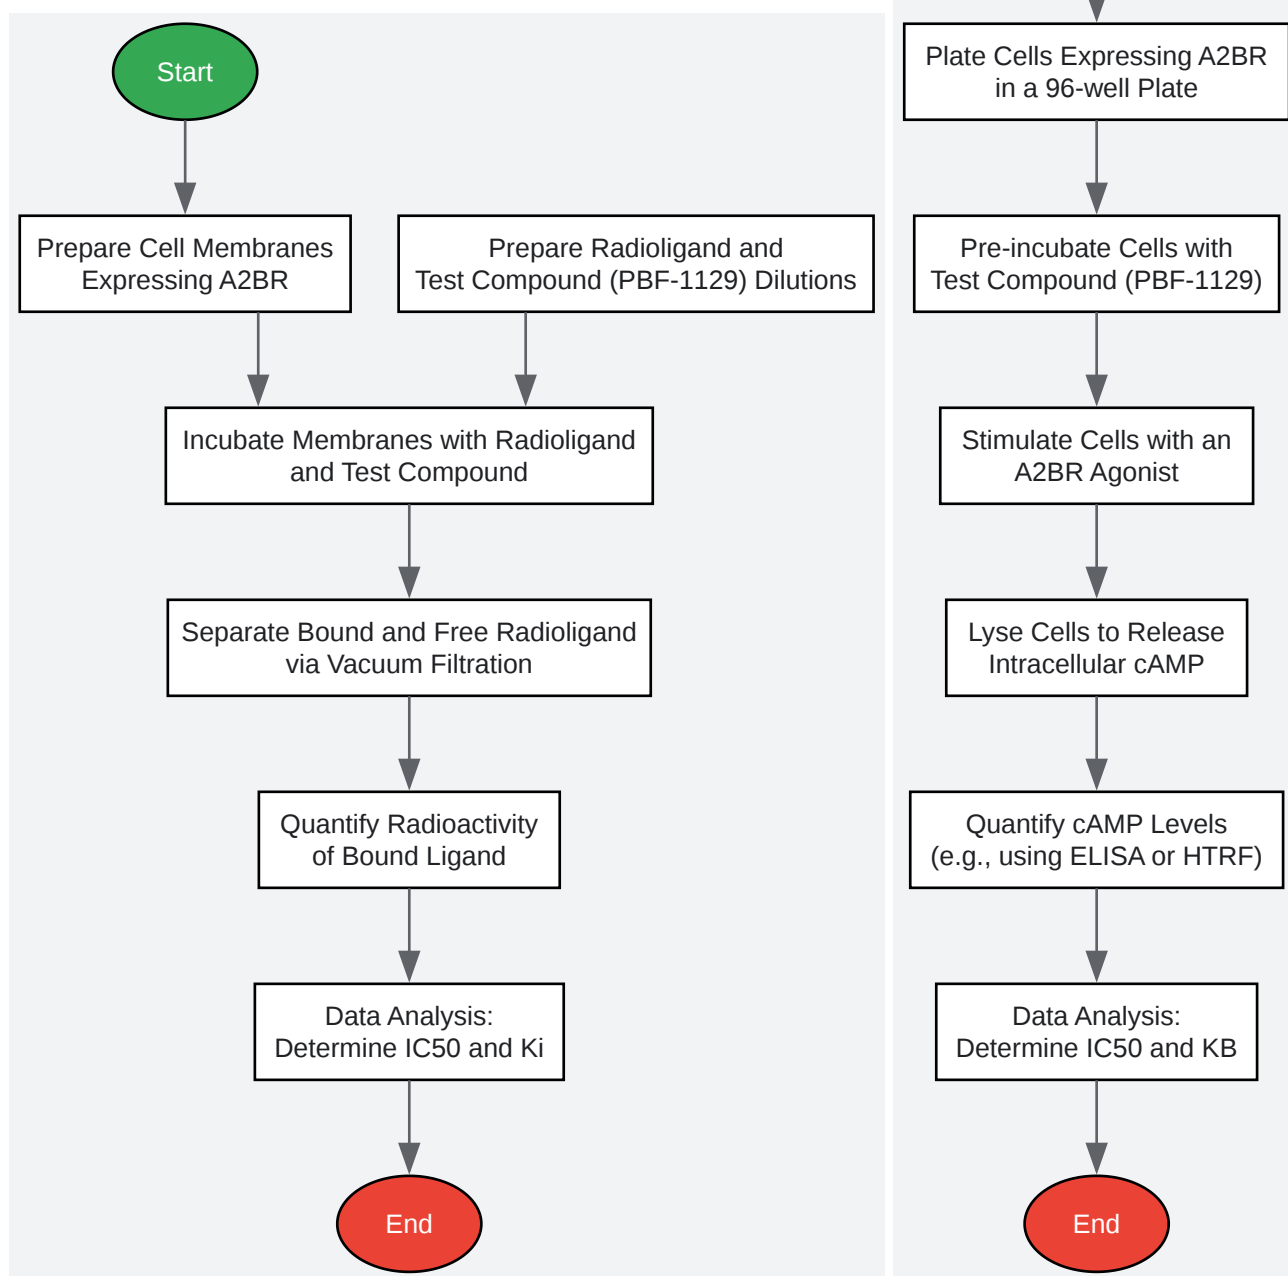 Start
Prepare Cell Membranes
Expressing A2BR
Prepare Radioligand and
Test Compound (PBF-1129) Dilutions
Incubate Membranes with Radioligand
and Test Compound
Separate Bound and Free Radioligand
via Vacuum Filtration
Quantify Radioactivity
of Bound Ligand
Data Analysis:
Determine IC50 and Ki
End
Plate Cells Expressing A2BR
in a 96-well Plate
Pre-incubate Cells with
Test Compound (PBF-1129)
Stimulate Cells with an
A2BR Agonist
Lyse Cells to Release
Intracellular cAMP
Quantify cAMP Levels
(e.g., using ELISA or HTRF)
Data Analysis:
Determine IC50 and KB
End